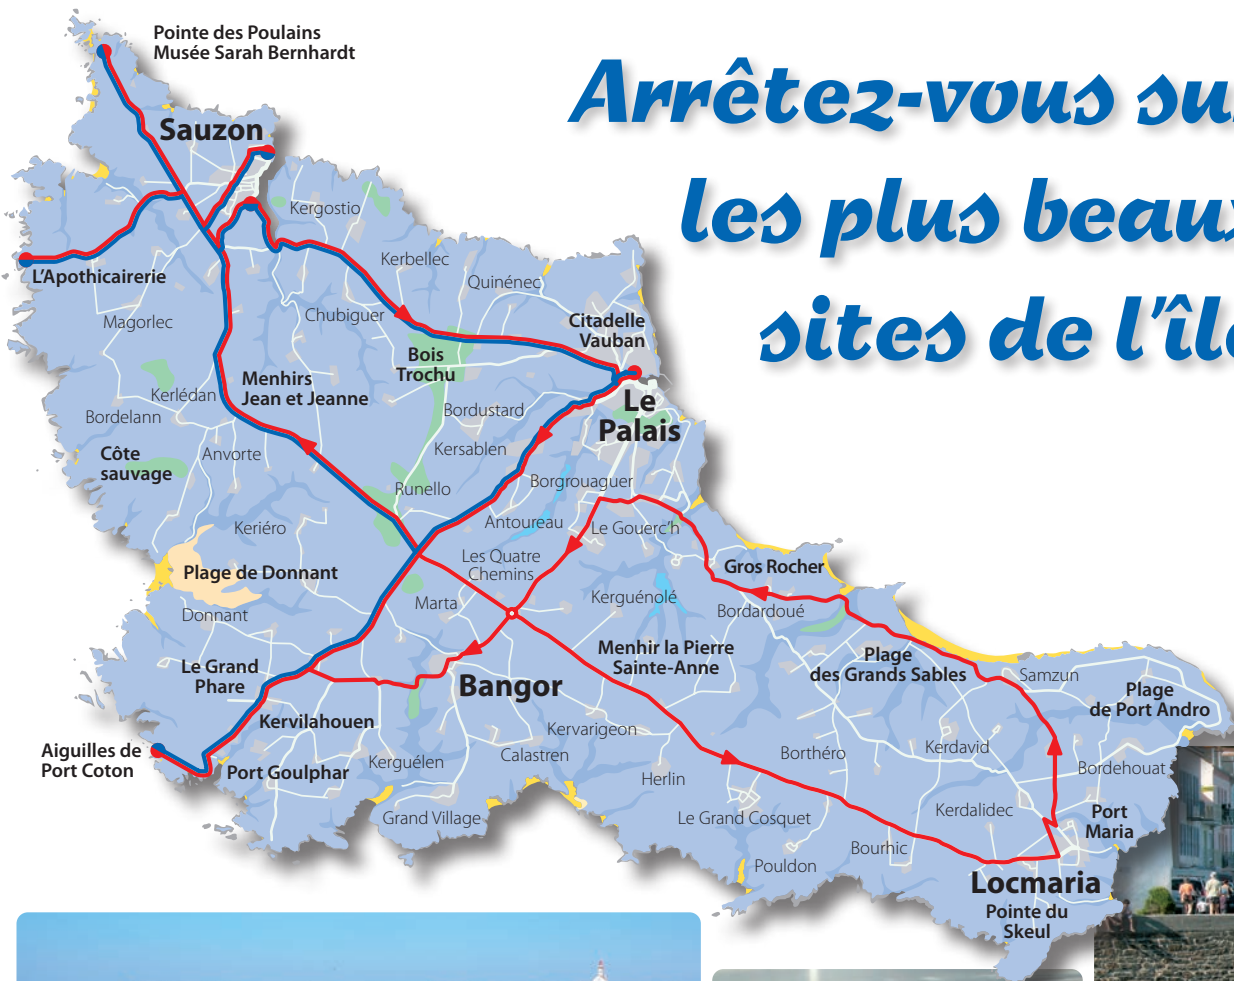 Pointe des Poulains
Musée Sarah Bernhardt
Arrêtez-vous su
les plus beaux
sites de l'île
Sauzon
Kergostio
Kerbellec
L'Apothicairerie
Quinénec
Magorlec
Chubiguer
Citadelle
Vauban
Bois
Trochu
Menhirs
Jean et Jeanne
Kerlédan
Bordelann
Bordustard
Le
Palais
Côte
sauvage
Anvorte
Kersablen
Runello
Borgrouaguer
Keriéro
Antoureau
Le Gouerc'h
Les Quatre
Chemins
Plage de Donnant
Gros Rocher
Donnant
Marta
Kerguénolé
Bordardoué
Menhir la Pierre
Sainte-Anne
Le Grand
Phare
Bangor
Plage
des Grands Sables
Samzun
Plage
de Port Andro
Kervilahouen
Kervarigeon
Aiguilles de
Port Coton
Port Goulphar
Kerguélen
Calastren
Borthéro
Kerdavid
Bordehouat
Herlin
Grand Village
Le Grand Cosquet
Kerdalidec
Port
Maria
Bourhic
Pouldon
Locmaria
Pointe du
Skeul